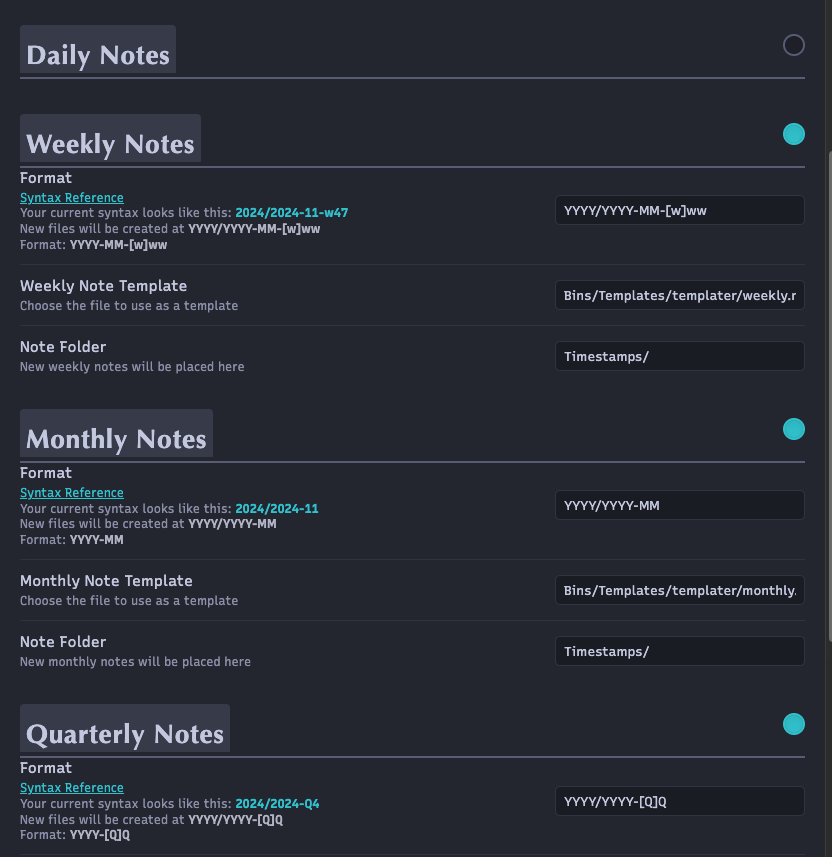 Daily Notes
Weekly Notes
Format
Syntax Reference
Your current syntax looks like this: 2024/2024-11-w47
New files will be created at YYYY/YYYY-MM-[w]ww
Format: YYYY-MM-[w]ww
YYYY/YYYY-MM-[w]ww
Weekly Note Template
Choose the file to use as a template
Bins/Templates/templater/weekly.r
Note Folder
New weekly notes will be placed here
Timestamps/
Monthly Notes
Format
Syntax Reference
Your current syntax looks like this: 2024/2024-11
New files will be created at YYYY/YYYY-MM
Format: YYYY-MM
YYYY/YYYY-MM
Monthly Note Template
Choose the file to use as a template
Bins/Templates/templater/monthly.
Note Folder
New monthly notes will be placed here
Timestamps/
Quarterly Notes
Format
Syntax Reference
Your current syntax looks like this: 2024/2024-Q4
New files will be created at YYYY/YYYY-[Q]Q
Format: YYYY-[Q]Q
YYYY/YYYY-[Q]Q